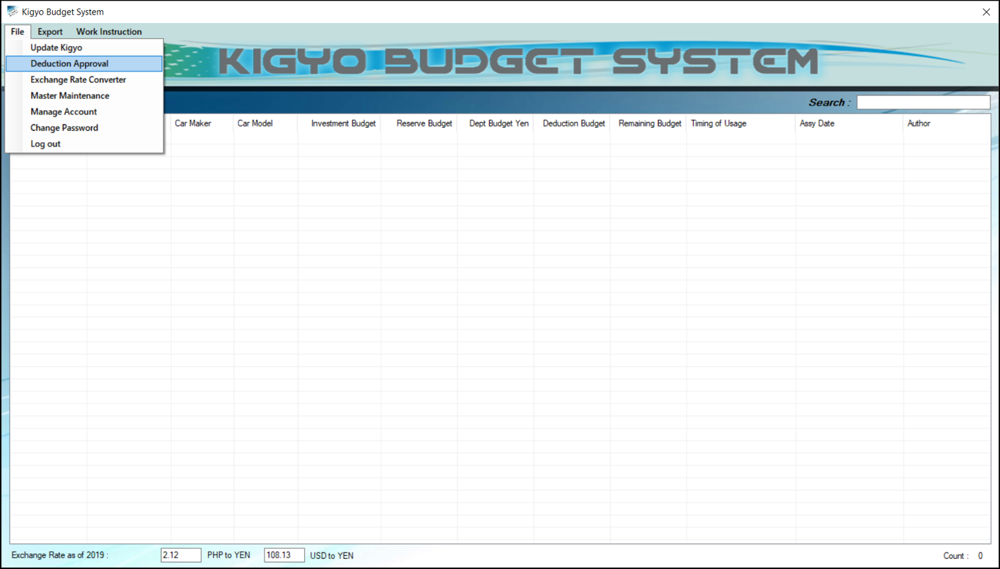 Kigyo Budget System
File Export Work Instruction
Update Kigyo
Deduction Approval
Exchange Rate Converter
Master Maintenance
Manage Account
Change Password
Log out
KIGYO BUDGET SYSTEM
Search :
Car Maker Car Model Investment Budget Reserve Budget Dept Budget Yen Deduction Budget Remaining Budget Timing of Usage Assy Date Author
Exchange Rate as of 2019 : 2.12 PHP to YEN 108.13 USD to YEN Count : 0